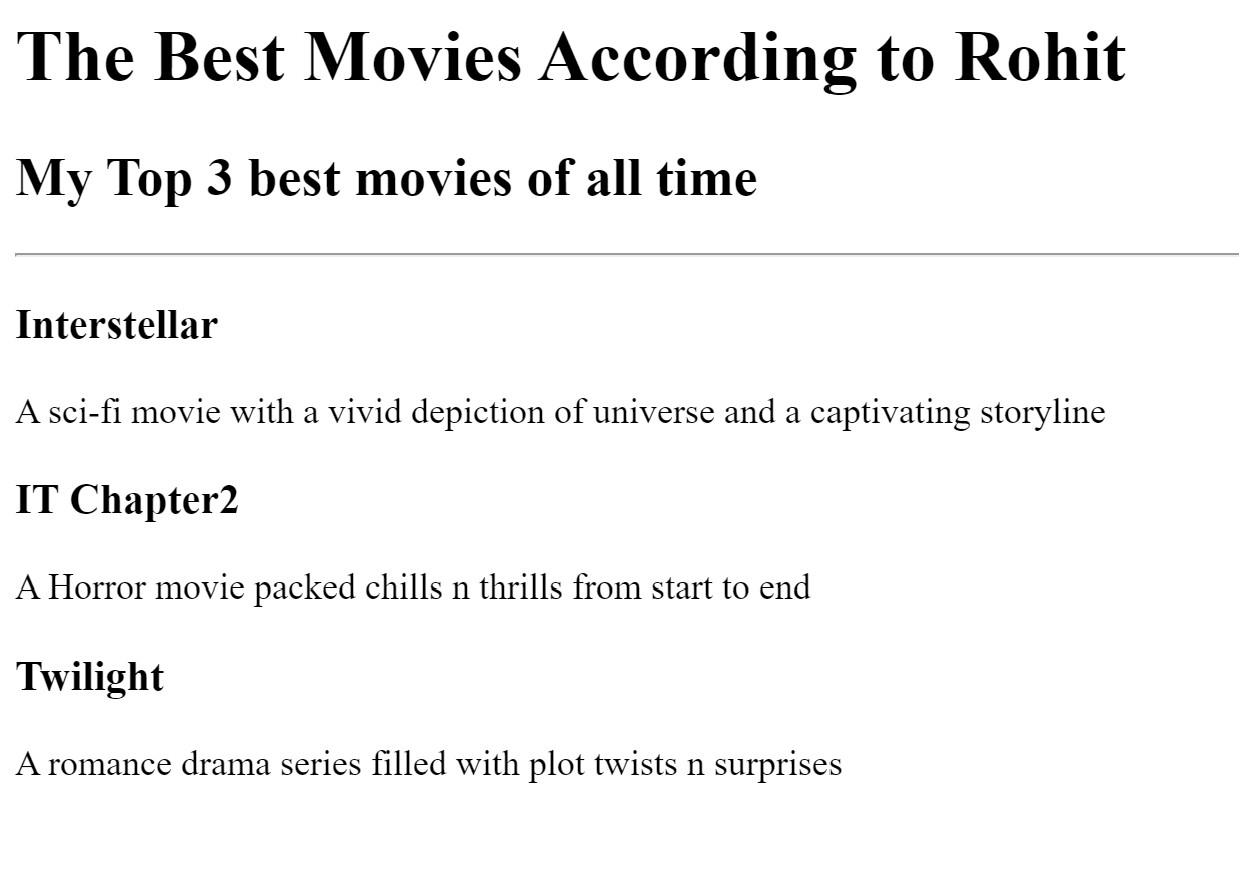 The Best Movies According to Rohit
My Top 3 best movies of all time
Interstellar
A sci-fi movie with a vivid depiction of universe and a captivating storyline
IT Chapter2
A Horror movie packed chills n thrills from start to end
Twilight
A romance drama series filled with plot twists n surprises